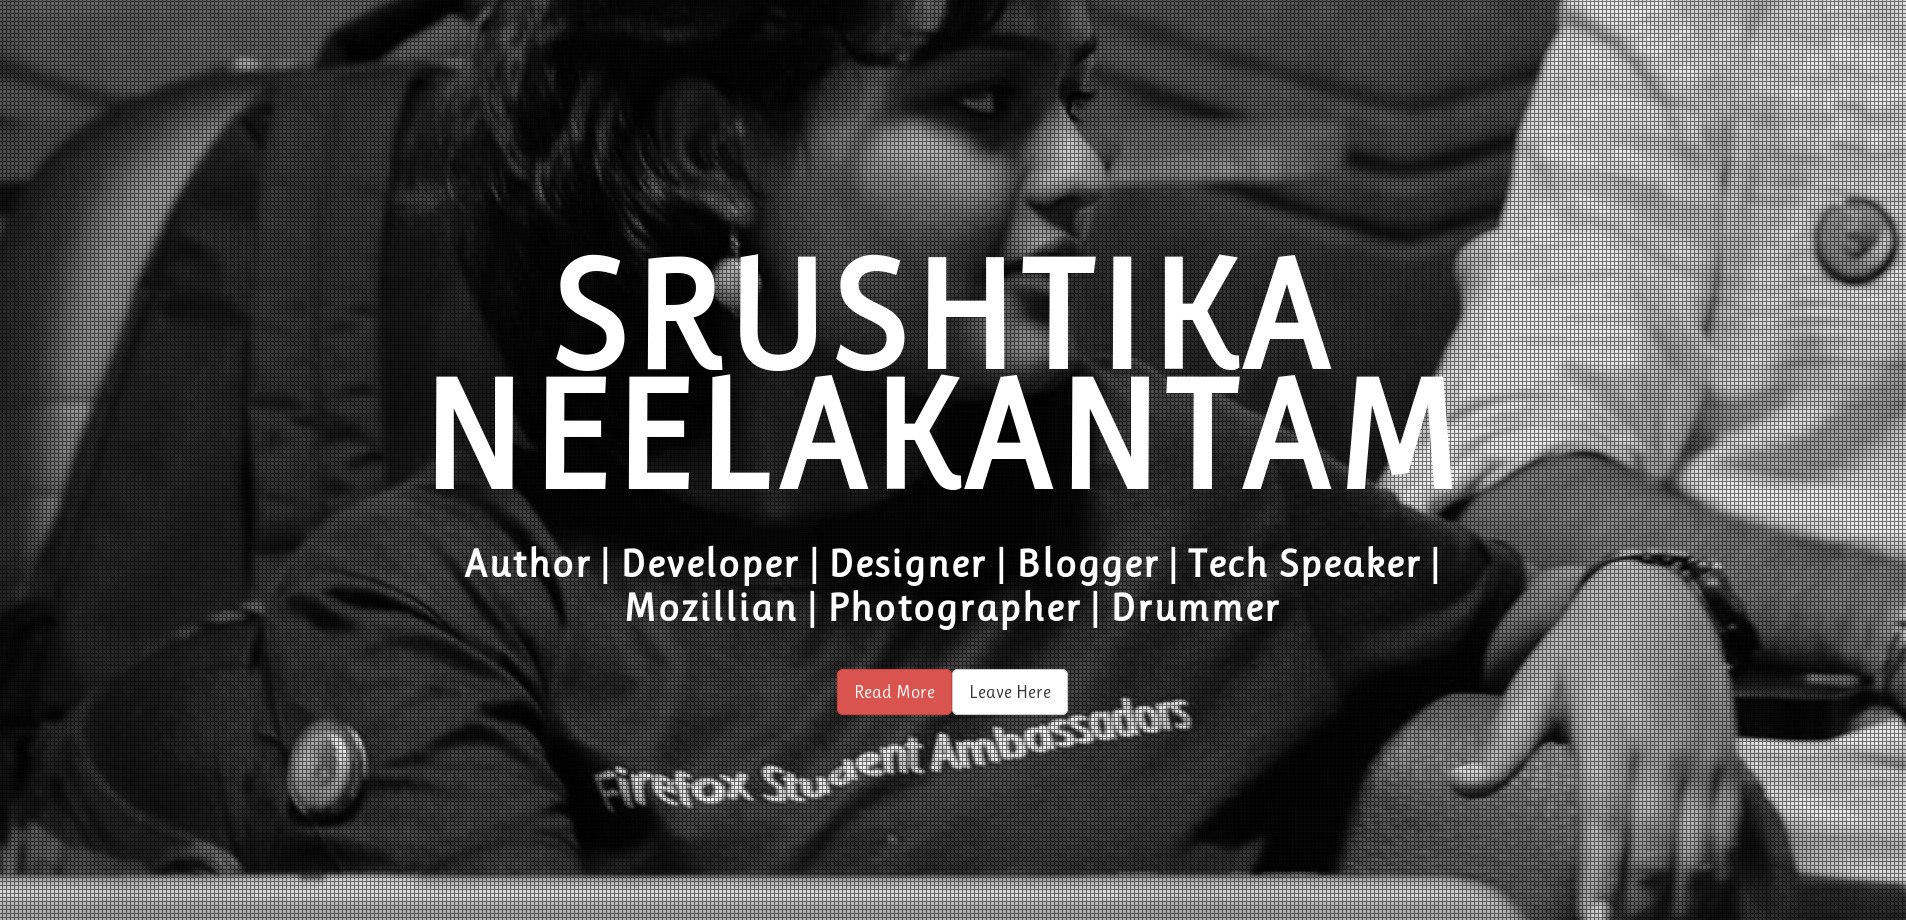 SRUSHTIKA
NEELAKANTAM
Author | Developer | Designer | Blogger | Tech Speaker |
Mozillian | Photographer | Drummer
Read More Leave Here
Firefox Student Ambassadors